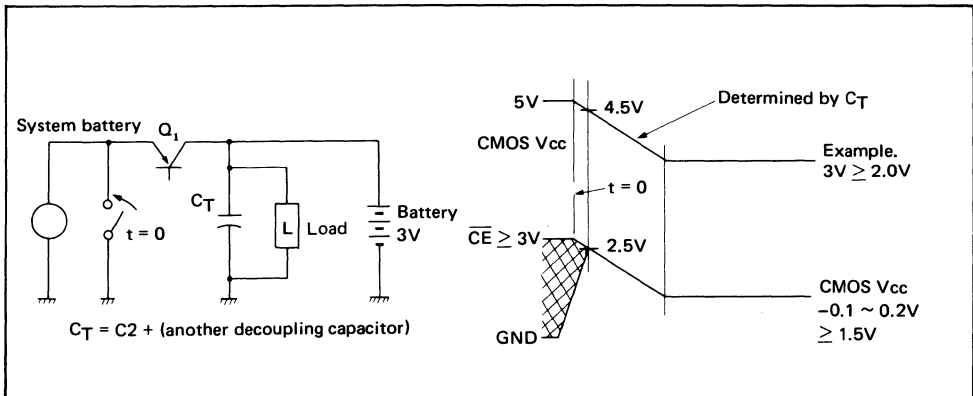 System battery
Q1
t = 0
CT
L
Load
Battery
3V
CT = C2 + (another decoupling capacitor)
5V
4.5V
Determined by CT
CMOS Vcc
Example.
3V ≥ 2.0V
t = 0
C̅E̅ ≥ 3V
2.5V
CMOS Vcc
−0.1 ~ 0.2V
≥ 1.5V
GND